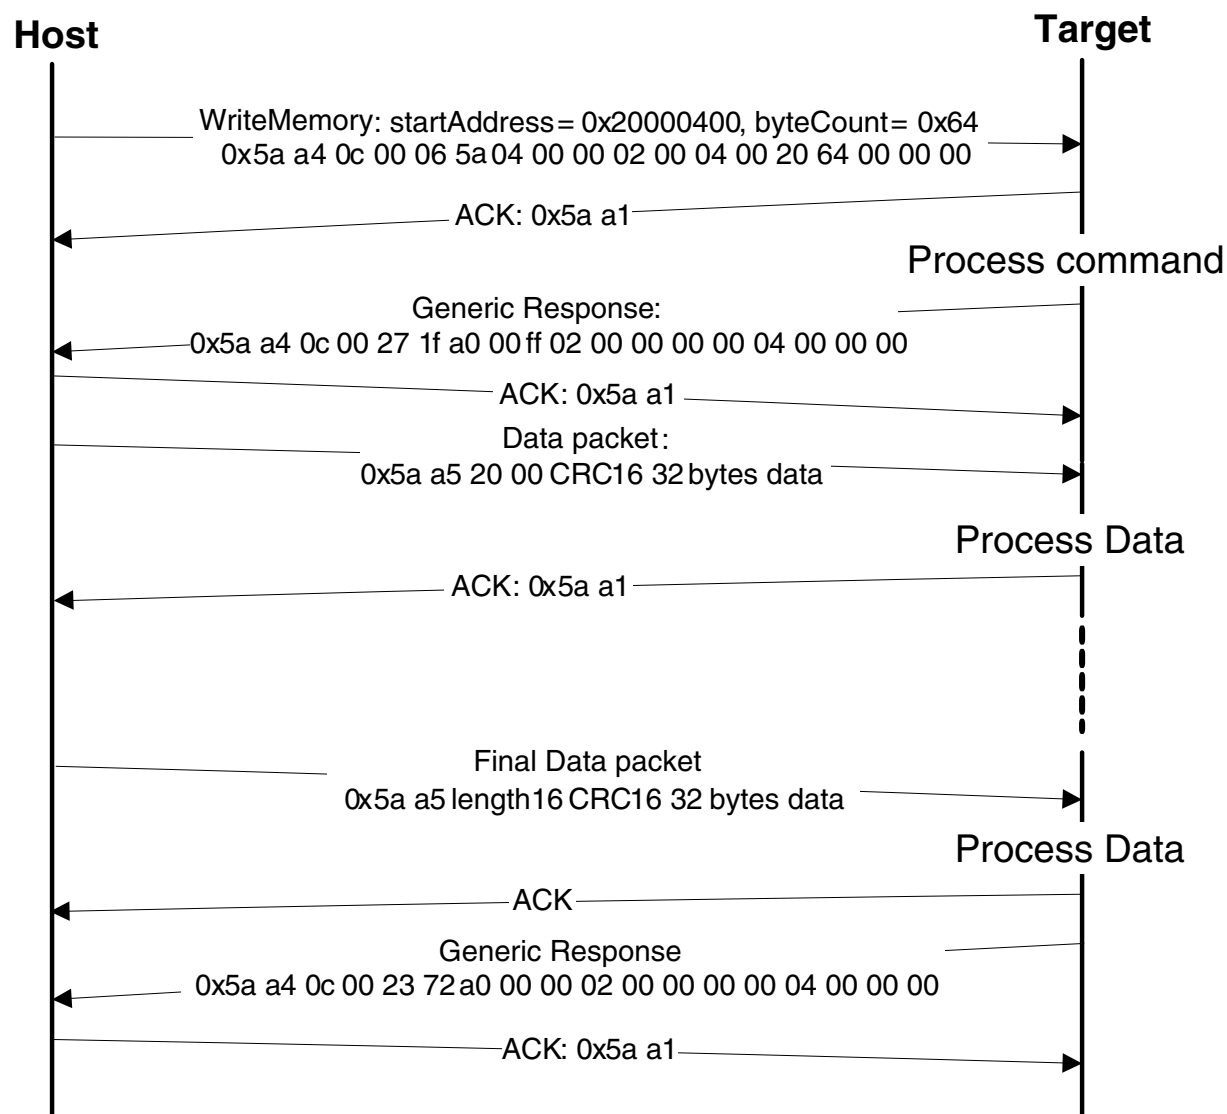 Host
Target
WriteMemory: startAddress= 0x20000400, byteCount= 0x64
0x5a a4 0c 00 06 5a 04 00 00 02 00 04 00 20 64 00 00 00
ACK: 0x5a a1
Process command
Generic Response:
0x5a a4 0c 00 27 1f a0 00 ff 02 00 00 00 00 04 00 00 00
ACK: 0x5a a1
Data packet:
0x5a a5 20 00 CRC16 32 bytes data
Process Data
ACK: 0x5a a1
Final Data packet
0x5a a5 length16 CRC16 32 bytes data
Process Data
ACK
Generic Response
0x5a a4 0c 00 23 72 a0 00 00 02 00 00 00 00 04 00 00 00
ACK: 0x5a a1